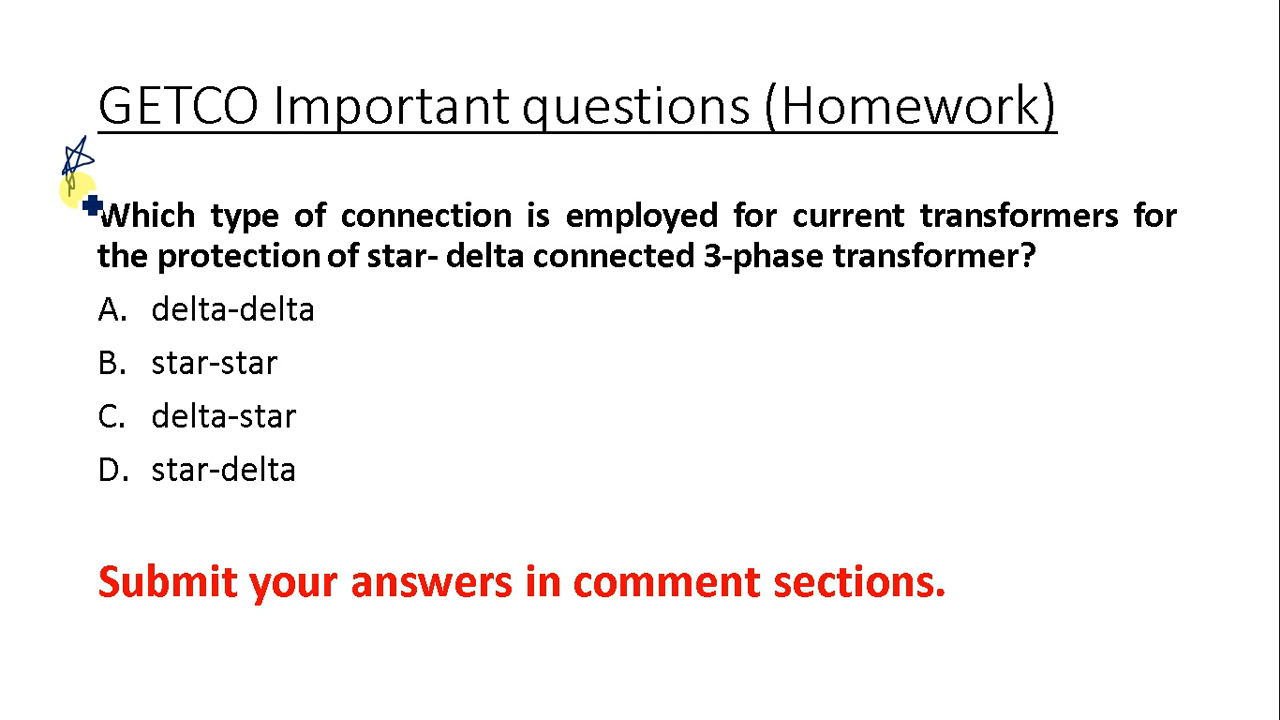 GETCO Important questions (Homework)
Which type of connection is employed for current transformers for
the protection of star- delta connected 3-phase transformer?
A. delta-delta
B. star-star
C. delta-star
D. star-delta
Submit your answers in comment sections.